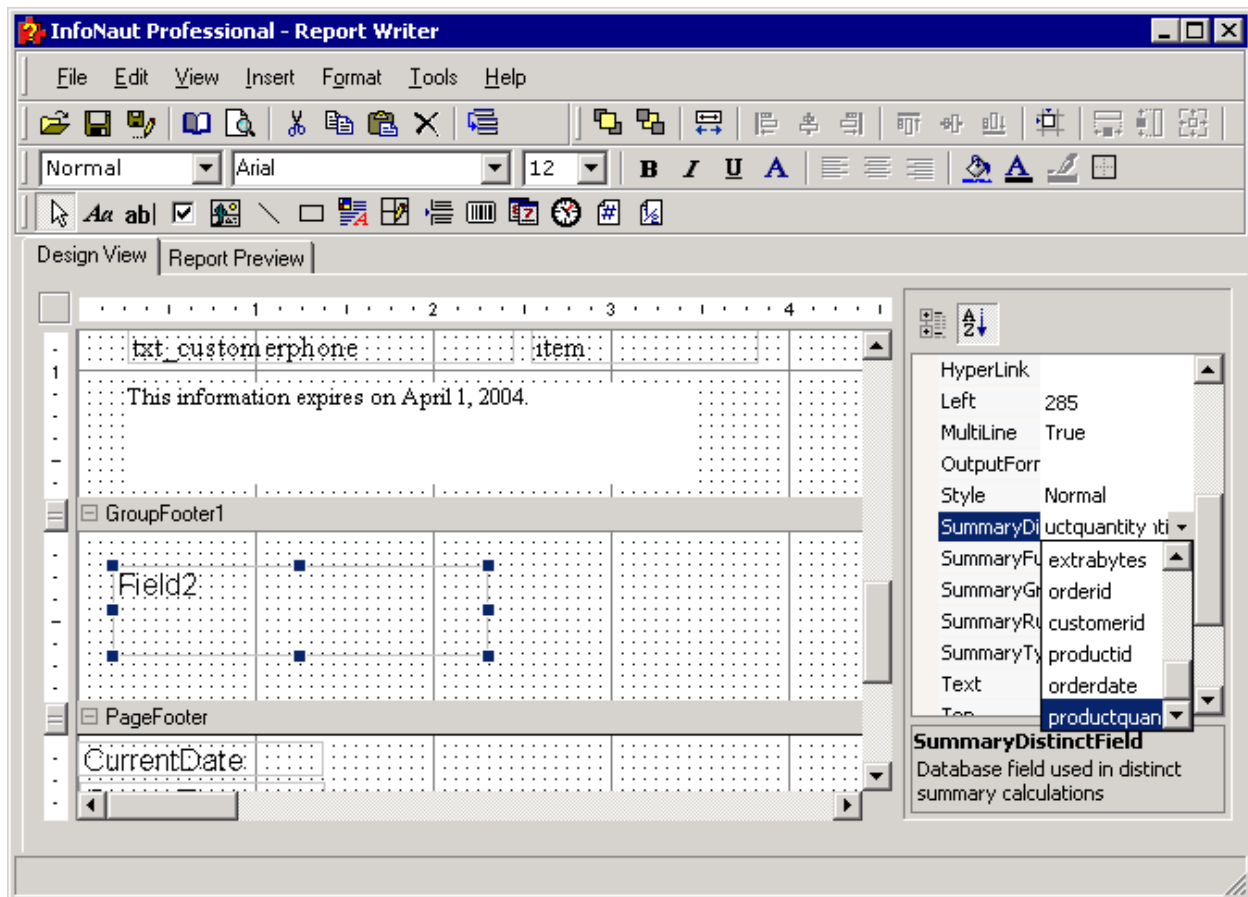 InfoNaut Professional - Report Writer
File Edit View Insert Format Tools Help
Normal Arial 12 B I U A
Aa ab|
Design View Report Preview
1 2 3 4
1
txt_customerphone item
This information expires on April 1, 2004.
GroupFooter1
Field2
PageFooter
CurrentDate
HyperLink
Left 285
MultiLine True
OutputForr
Style Normal
SummaryDi uctquantity
SummaryFu extrabytes
SummaryGr orderid
SummaryRu customerid
SummaryTy productid
Text orderdate
productquan
SummaryDistinctField
Database field used in distinct
summary calculations